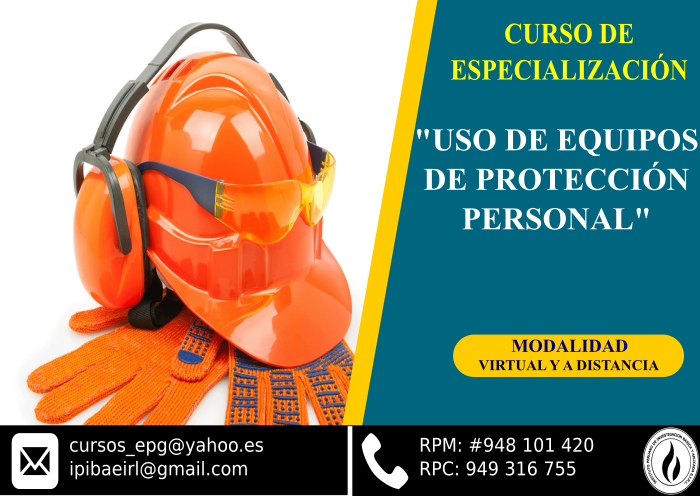 CURSO DE
ESPECIALIZACIÓN
"USO DE EQUIPOS
DE PROTECCIÓN
PERSONAL"
MODALIDAD
VIRTUAL Y A DISTANCIA
cursos_epg@yahoo.es
ipibaeirl@gmail.com
RPM: #948 101 420
RPC: 949 316 755